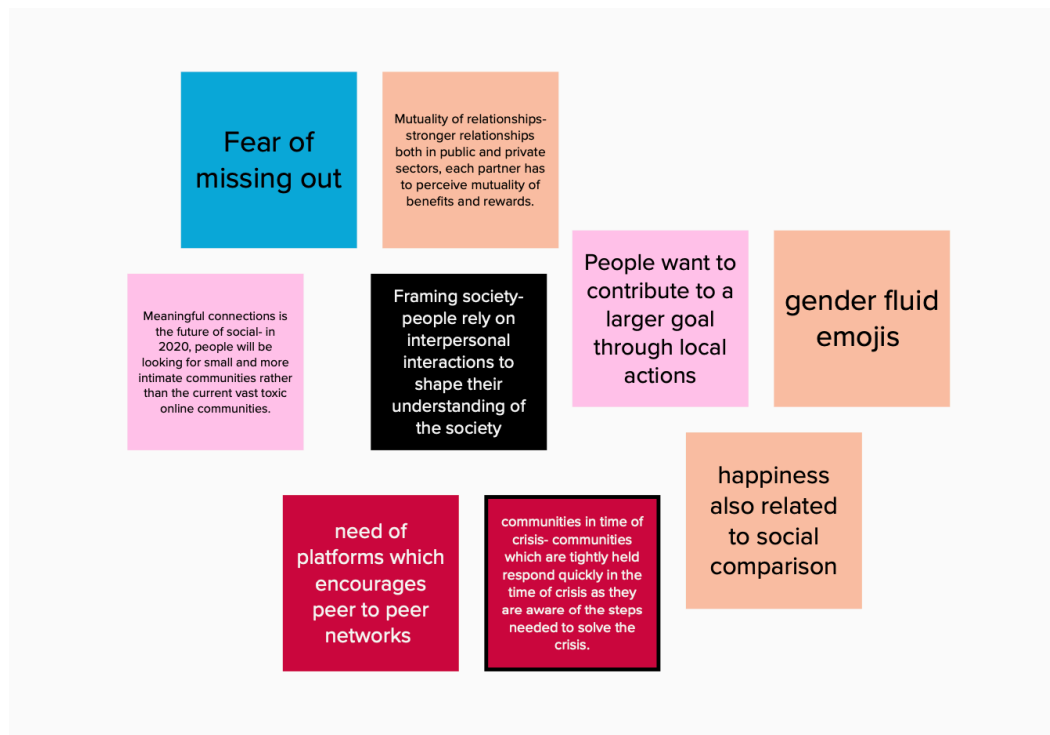 Fear of
missing out
Mutuality of relationships-
stronger relationships
both in public and private
sectors, each partner has
to perceive mutuality of
benefits and rewards.
People want to
contribute to a
larger goal
through local
actions
gender fluid
emojis
Meaningful connections is
the future of social- in
2020, people will be
looking for small and more
intimate communities rather
than the current vast toxic
online communities.
Framing society-
people rely on
interpersonal
interactions to
shape their
understanding of
the society
happiness
also related
to social
comparison
need of
platforms which
encourages
peer to peer
networks
communities in time of
crisis- communities
which are tightly held
respond quickly in the
time of crisis as they
are aware of the steps
needed to solve the
crisis.